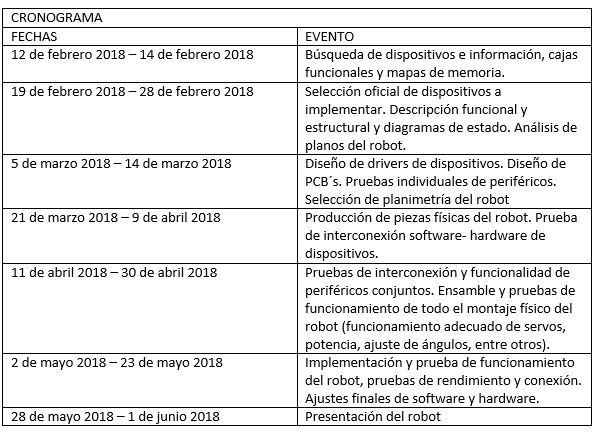 CRONOGRAMA
FECHAS EVENTO
12 de febrero 2018 – 14 de febrero 2018 Búsqueda de dispositivos e información, cajas
funcionales y mapas de memoria.
19 de febrero 2018 – 28 de febrero 2018 Selección oficial de dispositivos a
implementar. Descripción funcional y
estructural y diagramas de estado. Análisis de
planos del robot.
5 de marzo 2018 – 14 de marzo 2018 Diseño de drivers de dispositivos. Diseño de
PCB´s. Pruebas individuales de periféricos.
Selección de planimetría del robot
21 de marzo 2018 – 9 de abril 2018 Producción de piezas físicas del robot. Prueba
de interconexión software- hardware de
dispositivos.
11 de abril 2018 – 30 de abril 2018 Pruebas de interconexión y funcionalidad de
periféricos conjuntos. Ensamble y pruebas de
funcionamiento de todo el montaje físico del
robot (funcionamiento adecuado de servos,
potencia, ajuste de ángulos, entre otros).
2 de mayo 2018 – 23 de mayo 2018 Implementación y prueba de funcionamiento
del robot, pruebas de rendimiento y conexión.
Ajustes finales de software y hardware.
28 de mayo 2018 – 1 de junio 2018 Presentación del robot